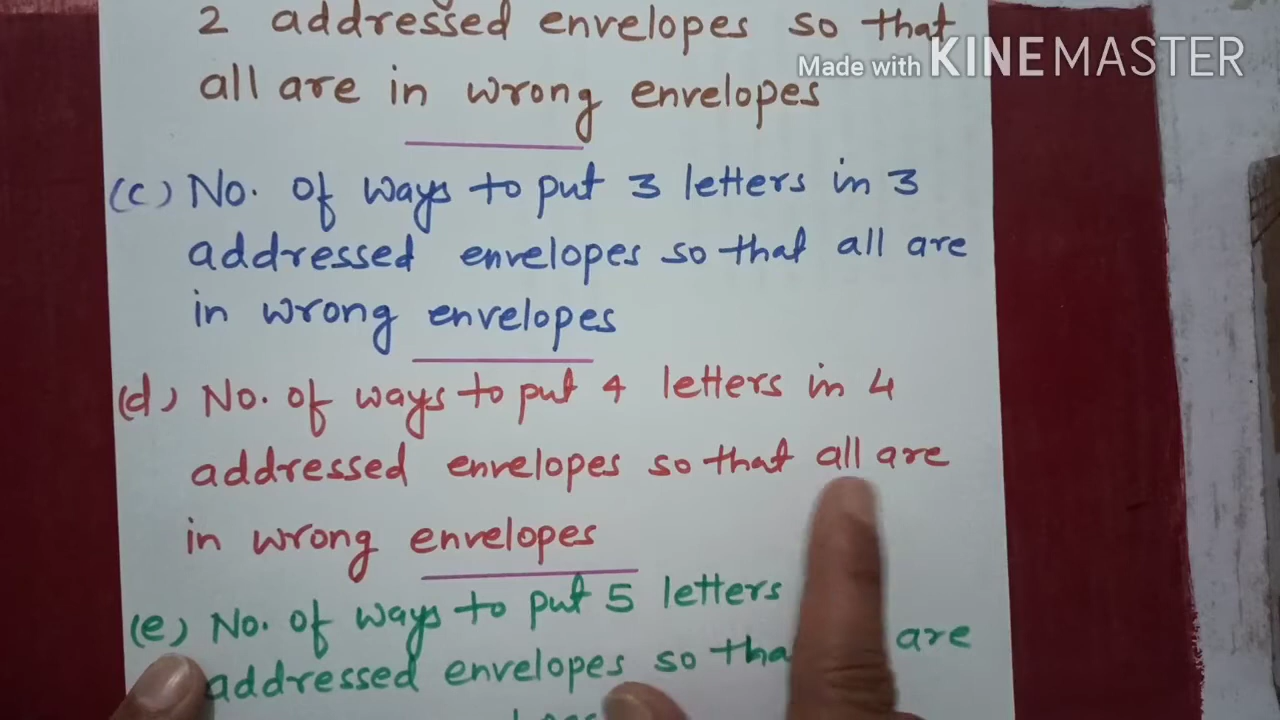 2 addressed envelopes so that
Made with KINEMASTER
all are in wrong envelopes
(c) No. of ways to put 3 letters in 3
addressed envelopes so that all are
in wrong envelopes
(d) No. of ways to put 4 letters in 4
addressed envelopes so that all are
in wrong envelopes
(e) No. of ways to put 5 letters
addressed envelopes so are